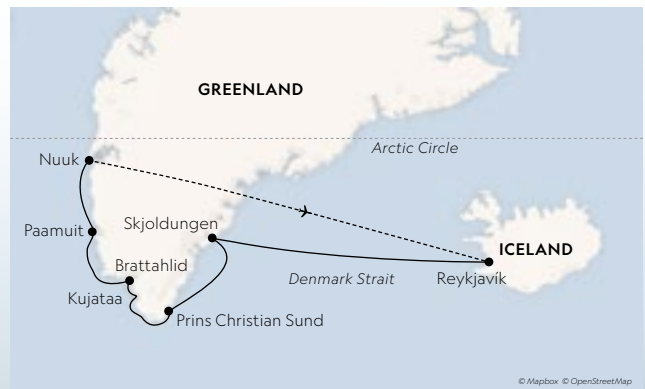 GREENLAND
Arctic Circle
Nuuk
Skjoldungen
Paamuit
ICELAND
Brattahlid
Denmark Strait
Reykjavík
Kujataa
Prins Christian Sund
© Mapbox © OpenStreetMap